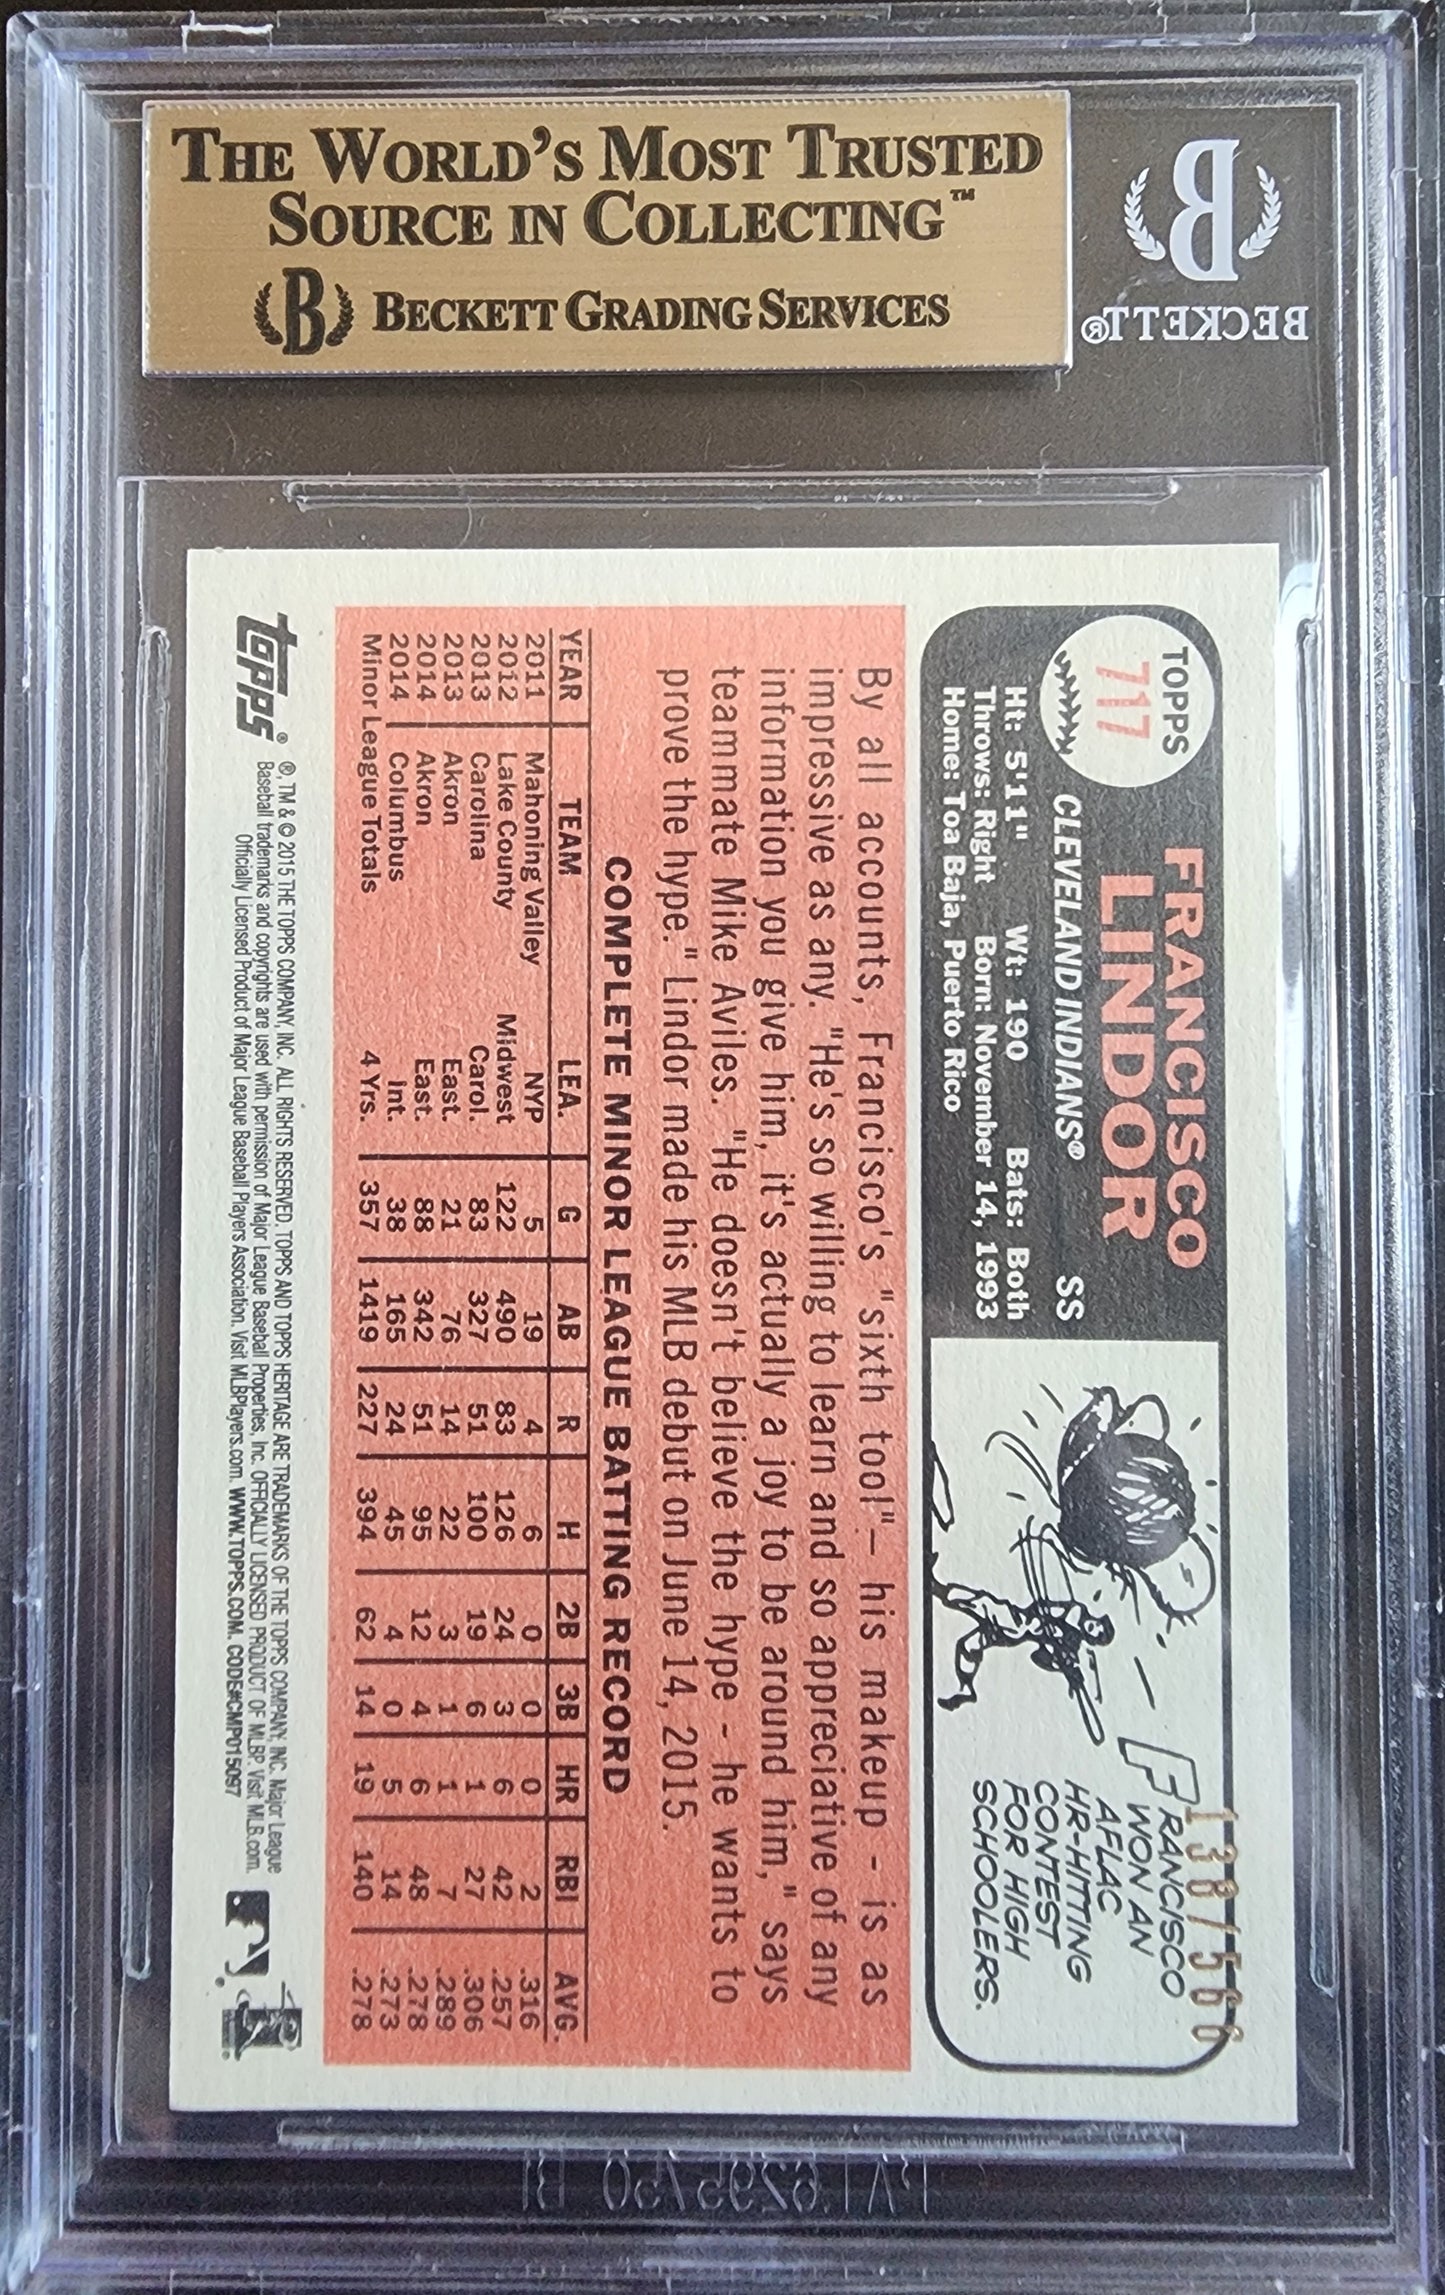 THE WORLD'S MOST TRUSTED
SOURCE IN COLLECTING™
B BECKETT GRADING SERVICES
B
BECKETT®
TOPPS
717
FRANCISCO
LINDOR
CLEVELAND INDIANS® SS
Ht: 5'11" Wt: 190 Bats: Both
Throws: Right Born: November 14, 1993
Home: Toa Baja, Puerto Rico
138/566
FRANCISCO
WON AN
AFLAC
HR-HITTING
CONTEST
FOR HIGH
SCHOOLERS.
By all accounts, Francisco's "sixth tool"— his makeup - is as
impressive as any. "He's so willing to learn and so appreciative of any
information you give him, it's actually a joy to be around him," says
teammate Mike Aviles. "He doesn't believe the hype - he wants to
prove the hype." Lindor made his MLB debut on June 14, 2015.
COMPLETE MINOR LEAGUE BATTING RECORD
YEAR TEAM LEA. G AB R H 2B 3B HR RBI AVG.
2011 Mahoning Valley NYP 5 19 4 6 0 0 0 2 .316
2012 Lake County Midwest 122 490 83 126 24 3 6 42 .257
2013 Carolina Carol. 83 327 51 100 19 6 1 27 .306
2013 Akron East. 21 76 14 22 3 1 1 7 .289
2014 Akron East. 88 342 51 95 12 4 6 48 .278
2014 Columbus Int. 38 165 24 45 4 0 5 14 .273
Minor League Totals 4 Yrs. 357 1419 227 394 62 14 19 140 .278
topps®
®, TM & © 2015 THE TOPPS COMPANY, INC. ALL RIGHTS RESERVED. TOPPS AND TOPPS HERITAGE ARE TRADEMARKS OF THE TOPPS COMPANY, INC. Major League
Baseball trademarks and copyrights are used with permission of Major League Baseball Properties, Inc. OFFICIALLY LICENSED PRODUCT OF MLBP. Visit MLB.com.
Officially Licensed Product of Major League Baseball Players Association. Visit MLBPlayers.com. WWW.TOPPS.COM. CODE#CMP015097